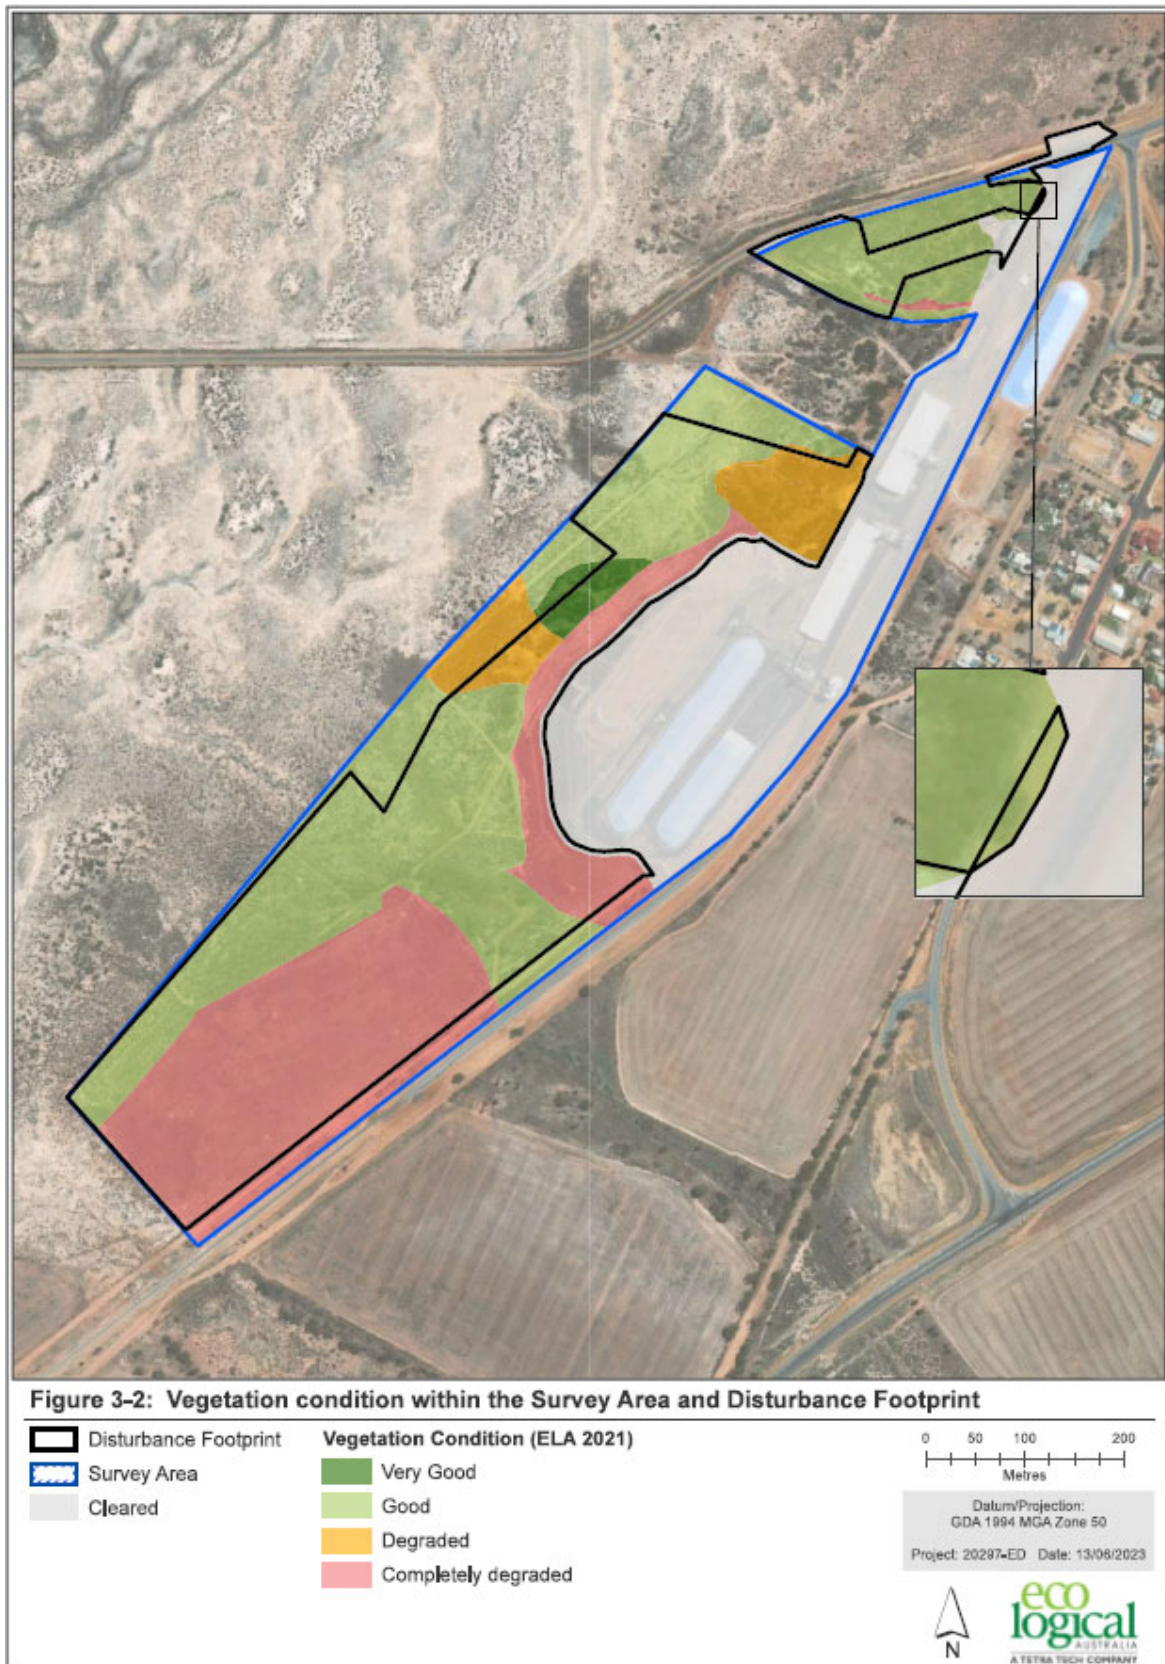 Figure 3-2: Vegetation condition within the Survey Area and Disturbance Footprint
Disturbance Footprint
Survey Area
Cleared
Vegetation Condition (ELA 2021)
Very Good
Good
Degraded
Completely degraded
0 50 100 200
Metres
Datum/Projection:
GDA 1994 MGA Zone 50
Project: 20297-ED Date: 13/06/2023
N
eco
logical
AUSTRALIA
A TETRA TECH COMPANY